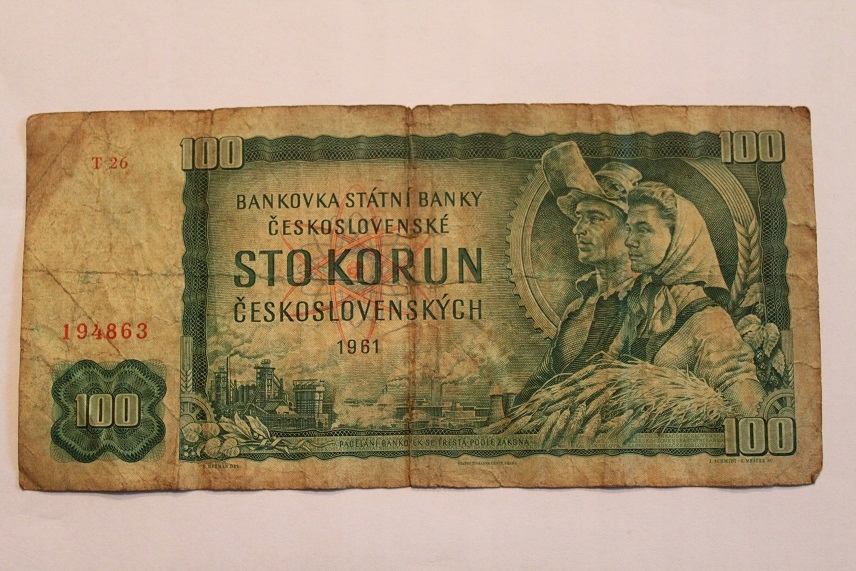 T 26
100
100
BANKOVKA STÁTNÍ BANKY
ČESKOSLOVENSKÉ
STO KORUN
ČESKOSLOVENSKÝCH
1961
194863
100
PADĚLÁNÍ BANKOVEK SE TRESTÁ PODLE ZÁKONA
100